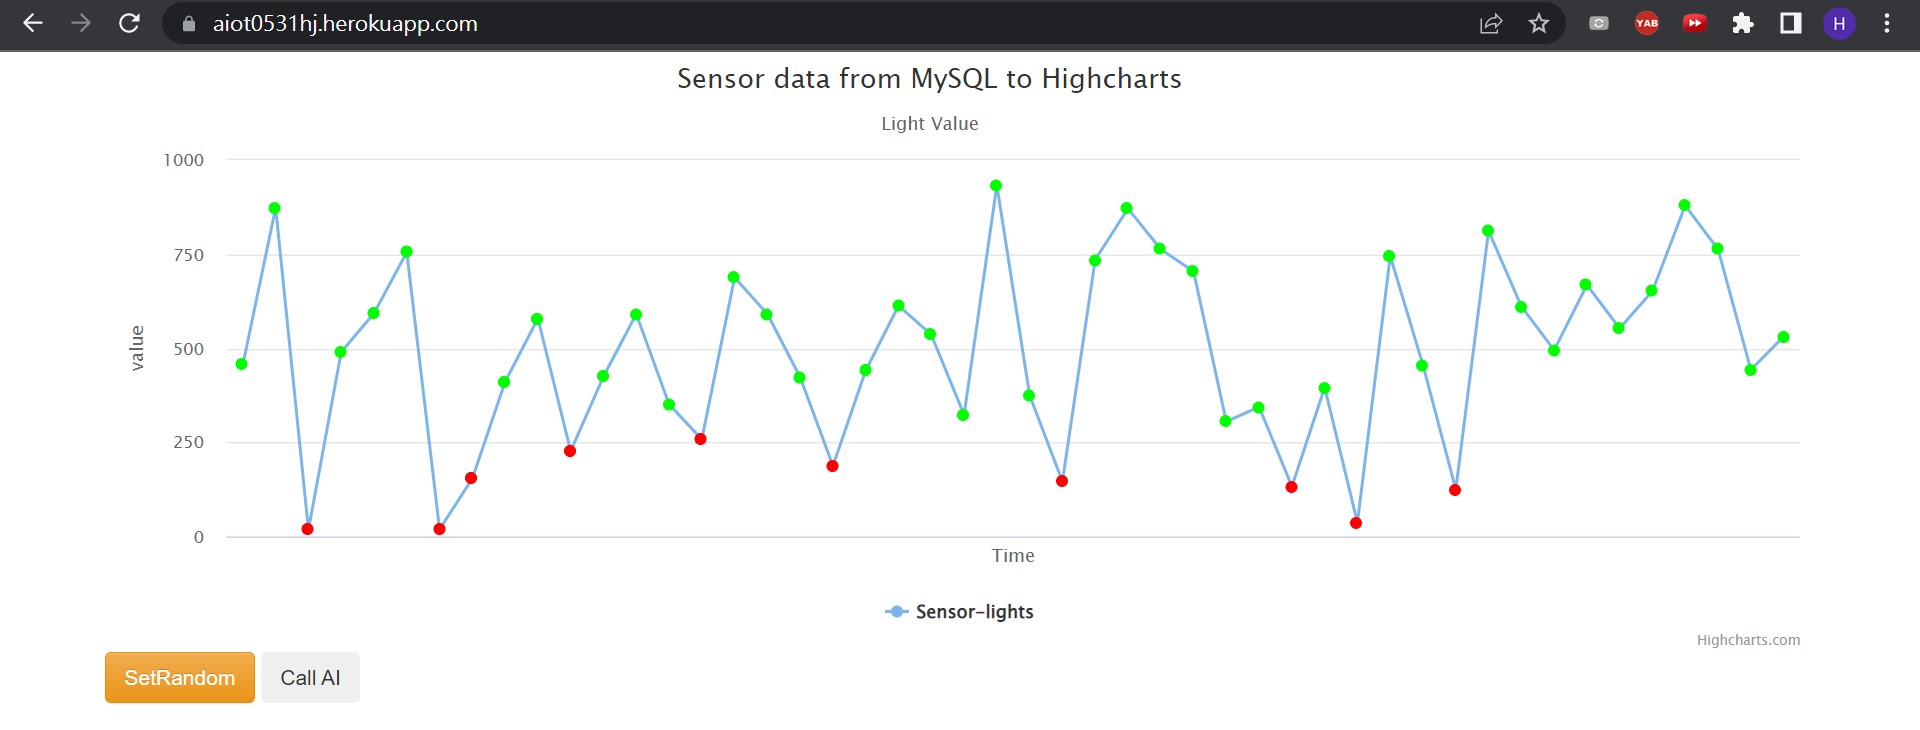 aiot0531hj.herokuapp.com
YAB
H
Sensor data from MySQL to Highcharts
Light Value
1000
750
500
250
0
value
Time
Sensor-lights
Highcharts.com
SetRandom
Call AI